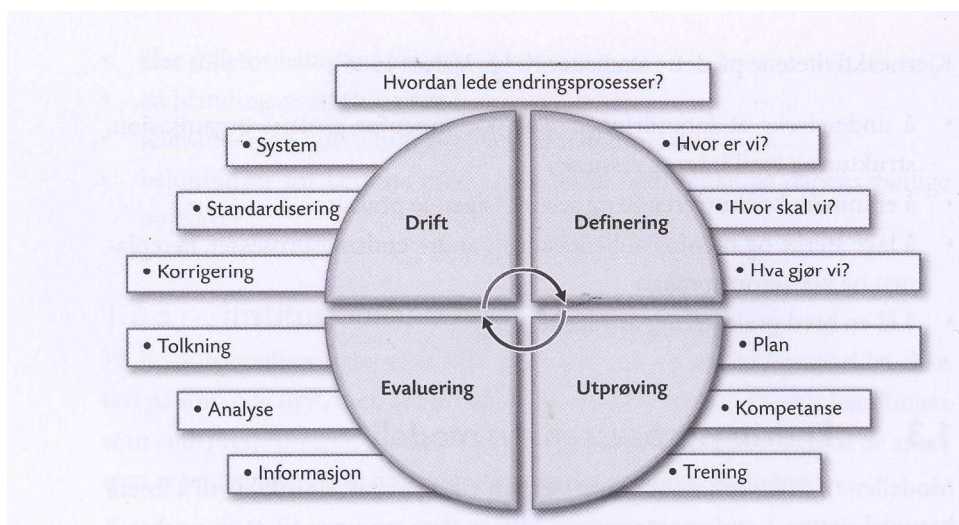 Hvordan lede endringsprosesser?
• System
• Standardisering
• Korrigering
Drift
• Hvor er vi?
• Hvor skal vi?
• Hva gjør vi?
Definering
• Tolkning
• Analyse
• Informasjon
Evaluering
• Plan
• Kompetanse
• Trening
Utprøving